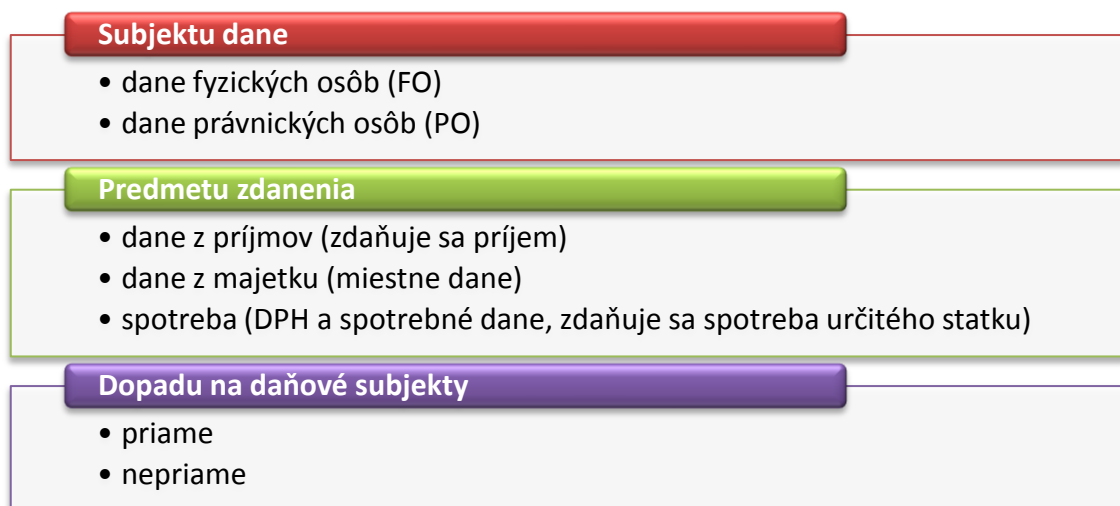 Subjektu dane
• dane fyzických osôb (FO)
• dane právnických osôb (PO)
Predmetu zdanenia
• dane z príjmov (zdaňuje sa príjem)
• dane z majetku (miestne dane)
• spotreba (DPH a spotrebné dane, zdaňuje sa spotreba určitého statku)
Dopadu na daňové subjekty
• priame
• nepriame